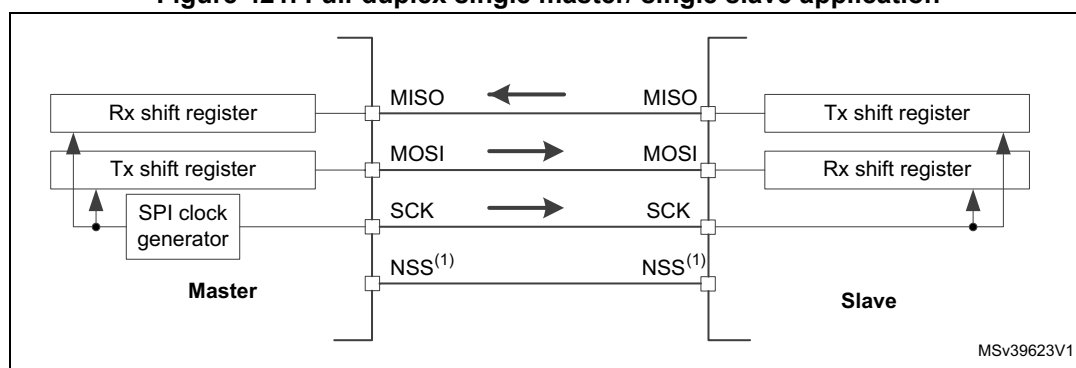 Figure 421. Full-duplex single master/ single slave application
MISO MISO
Rx shift register Tx shift register
MOSI MOSI
Tx shift register Rx shift register
SCK SCK
SPI clock
generator
NSS(1) NSS(1)
Master Slave
MSv39623V1